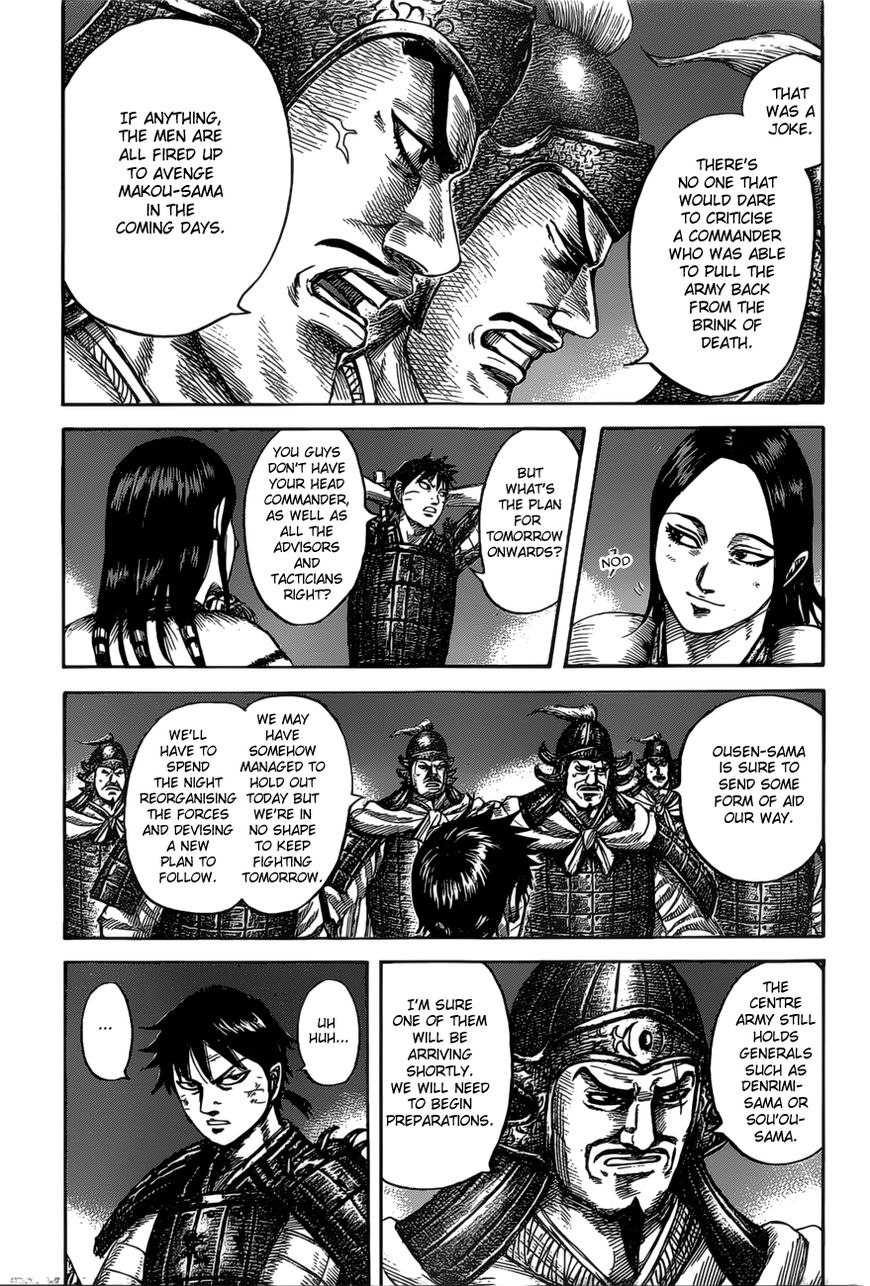 THAT
WAS A
JOKE.
THERE'S
NO ONE THAT
WOULD DARE
TO CRITICISE
A COMMANDER
WHO WAS ABLE
TO PULL THE
ARMY BACK
FROM THE
BRINK OF
DEATH.
IF ANYTHING,
THE MEN ARE
ALL FIRED UP
TO AVENGE
MAKOU-SAMA
IN THE
COMING DAYS.
NOD
BUT
WHAT'S
THE PLAN
FOR
TOMORROW
ONWARDS?
YOU GUYS
DON'T HAVE
YOUR HEAD
COMMANDER,
AS WELL AS
ALL THE
ADVISORS
AND
TACTICIANS
RIGHT?
OUSEN-SAMA
IS SURE TO
SEND SOME
FORM OF AID
OUR WAY.
WE MAY
HAVE
SOMEHOW
MANAGED TO
HOLD OUT
TODAY BUT
WE'RE IN
NO SHAPE
TO KEEP
FIGHTING
TOMORROW.
WE'LL
HAVE TO
SPEND
THE NIGHT
REORGANISING
THE FORCES
AND DEVISING
A NEW
PLAN TO
FOLLOW.
THE
CENTRE
ARMY STILL
HOLDS
GENERALS
SUCH AS
DENRIMI-
SAMA OR
SOU'OU-
SAMA.
I'M SURE
ONE OF THEM
WILL BE
ARRIVING
SHORTLY.
WE WILL NEED
TO BEGIN
PREPARATIONS.
UH
HUH...
...